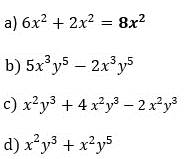 a) 6x² + 2x² = 8x²
b) 5x³y⁵ – 2x³y⁵
c) x²y³ + 4 x²y³ – 2 x²y³
d) x²y³ + x²y⁵